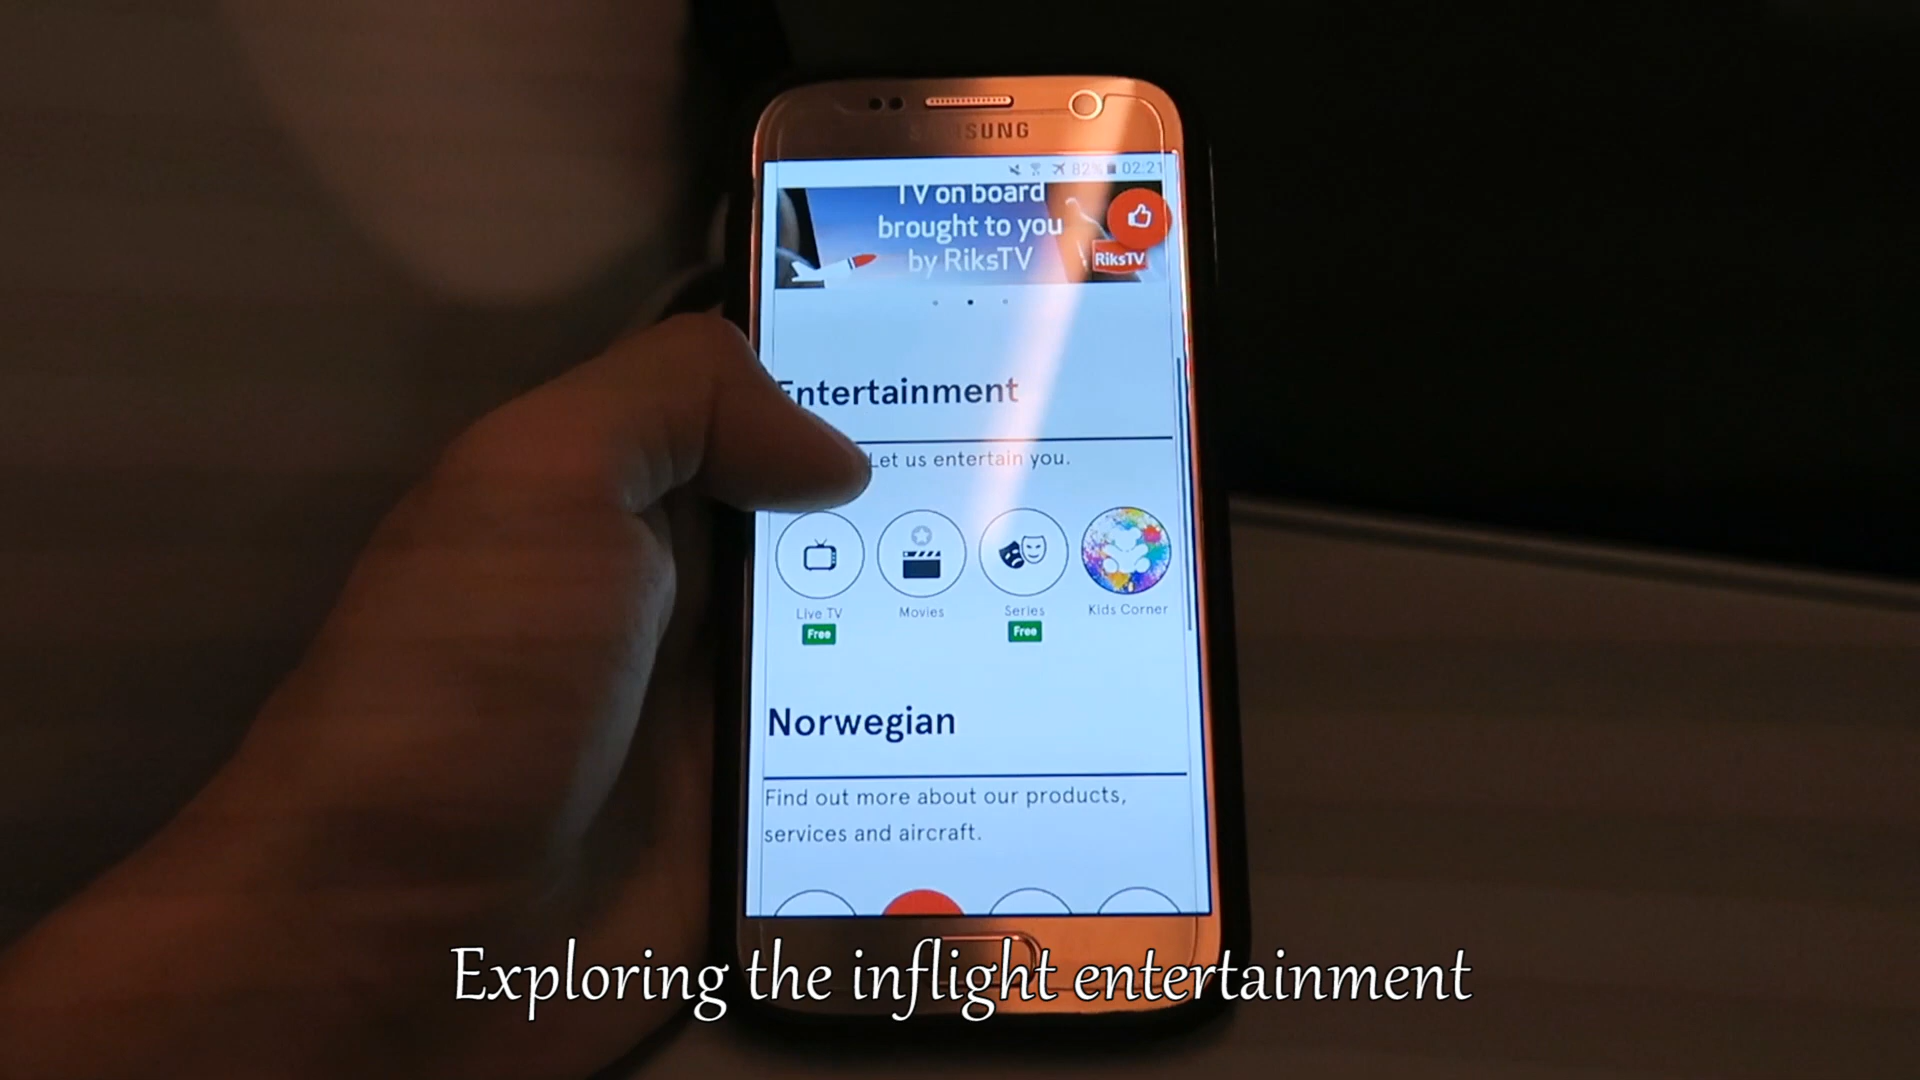 SAMSUNG
82% 02:21
TV on board
brought to you
by RiksTV
RiksTV
Entertainment
Let us entertain you.
Live TV
Movies
Series
Kids Corner
Free
Free
Norwegian
Find out more about our products,
services and aircraft.
Exploring the inflight entertainment